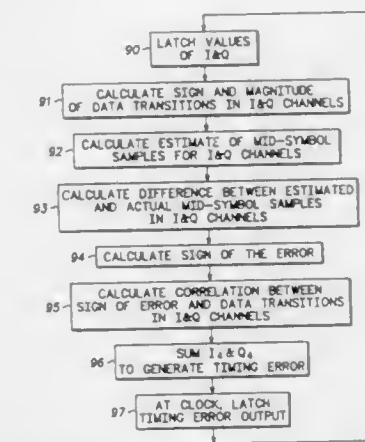 90
LATCH VALUES
OF I&Q
91
CALCULATE SIGN AND MAGNITUDE
OF DATA TRANSITIONS IN I&Q CHANNELS
92
CALCULATE ESTIMATE OF MID-SYMBOL
SAMPLES FOR I&Q CHANNELS
93
CALCULATE DIFFERENCE BETWEEN ESTIMATED
AND ACTUAL MID-SYMBOL SAMPLES
IN I&Q CHANNELS
94
CALCULATE SIGN OF THE ERROR
95
CALCULATE CORRELATION BETWEEN
SIGN OF ERROR AND DATA TRANSITIONS
IN I&Q CHANNELS
96
SUM I₄ & Q₄
TO GENERATE TIMING ERROR
97
AT CLOCK, LATCH
TIMING ERROR OUTPUT